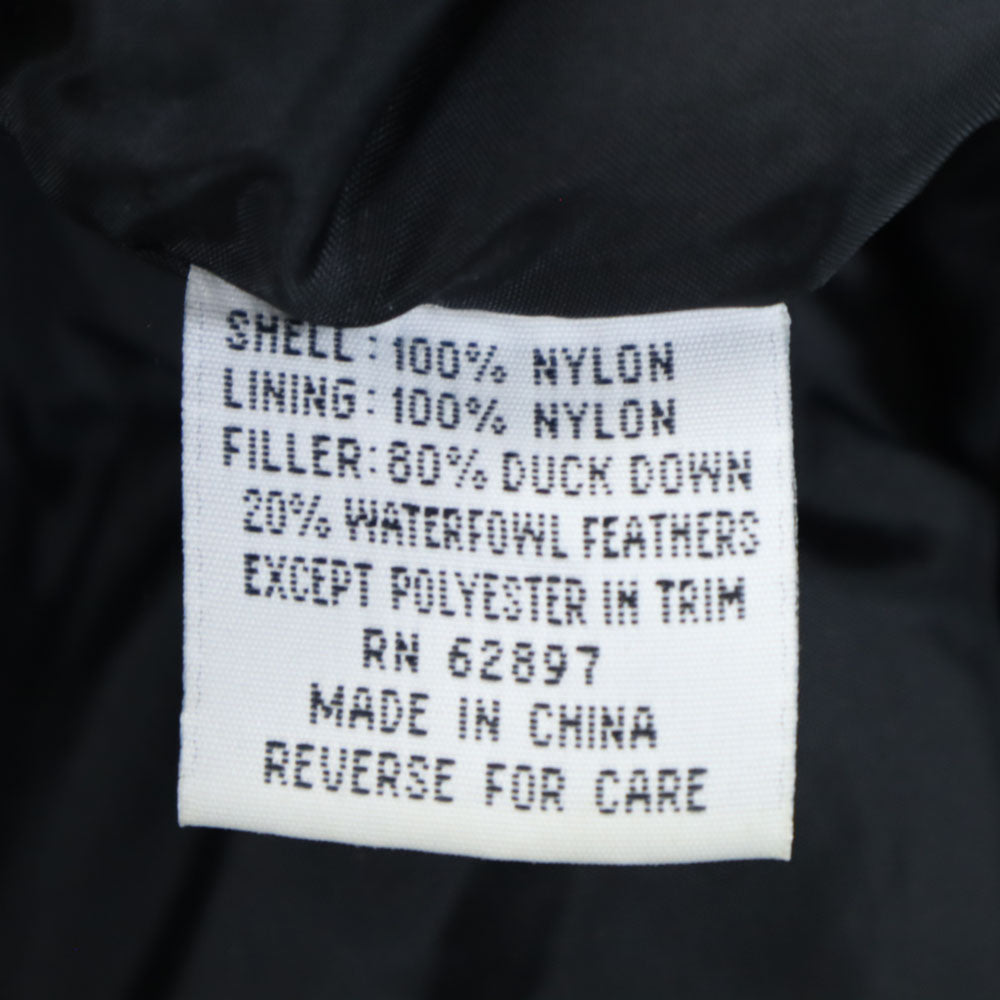 SHELL: 100% NYLON
LINING: 100% NYLON
FILLER: 80% DUCK DOWN
20% WATERFOWL FEATHERS
EXCEPT POLYESTER IN TRIM
RN 62897
MADE IN CHINA
REVERSE FOR CARE